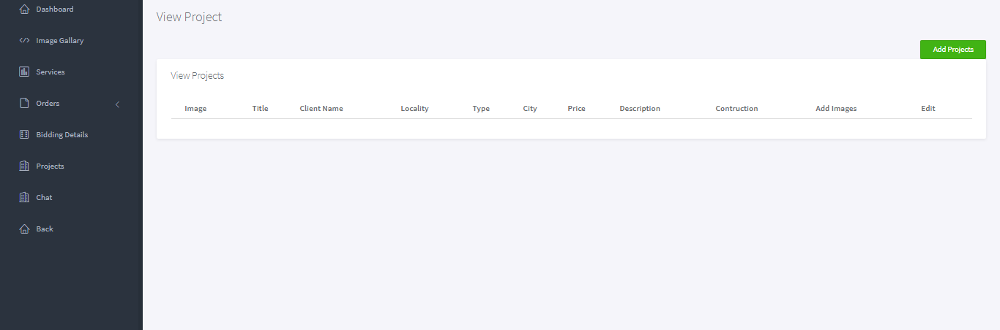 Dashboard
Image Gallary
Services
Orders
Bidding Details
Projects
Chat
Back
View Project
Add Projects
View Projects
Image Title Client Name Locality Type City Price Description Contruction Add Images Edit